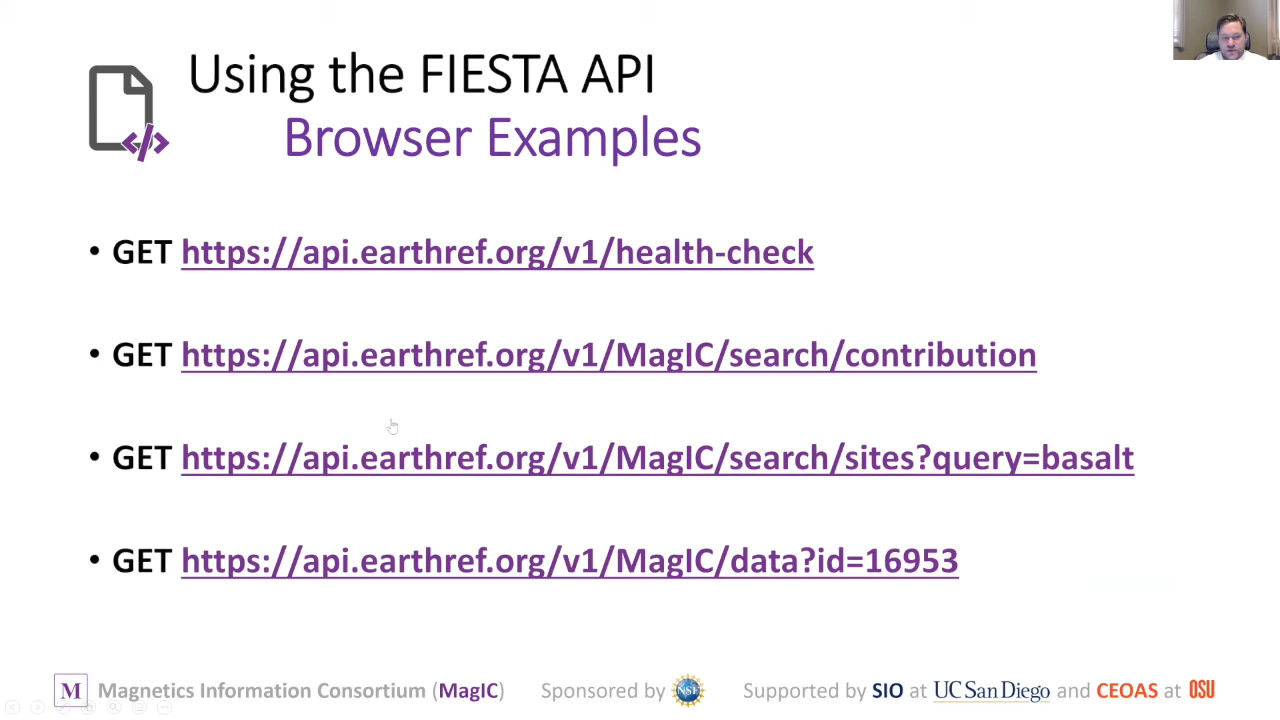 Using the FIESTA API
Browser Examples
</>
• GET https://api.earthref.org/v1/health-check
• GET https://api.earthref.org/v1/MagIC/search/contribution
• GET https://api.earthref.org/v1/MagIC/search/sites?query=basalt
• GET https://api.earthref.org/v1/MagIC/data?id=16953
M Magnetics Information Consortium (MagIC) Sponsored by NSF Supported by SIO at UC San Diego and CEOAS at OSU